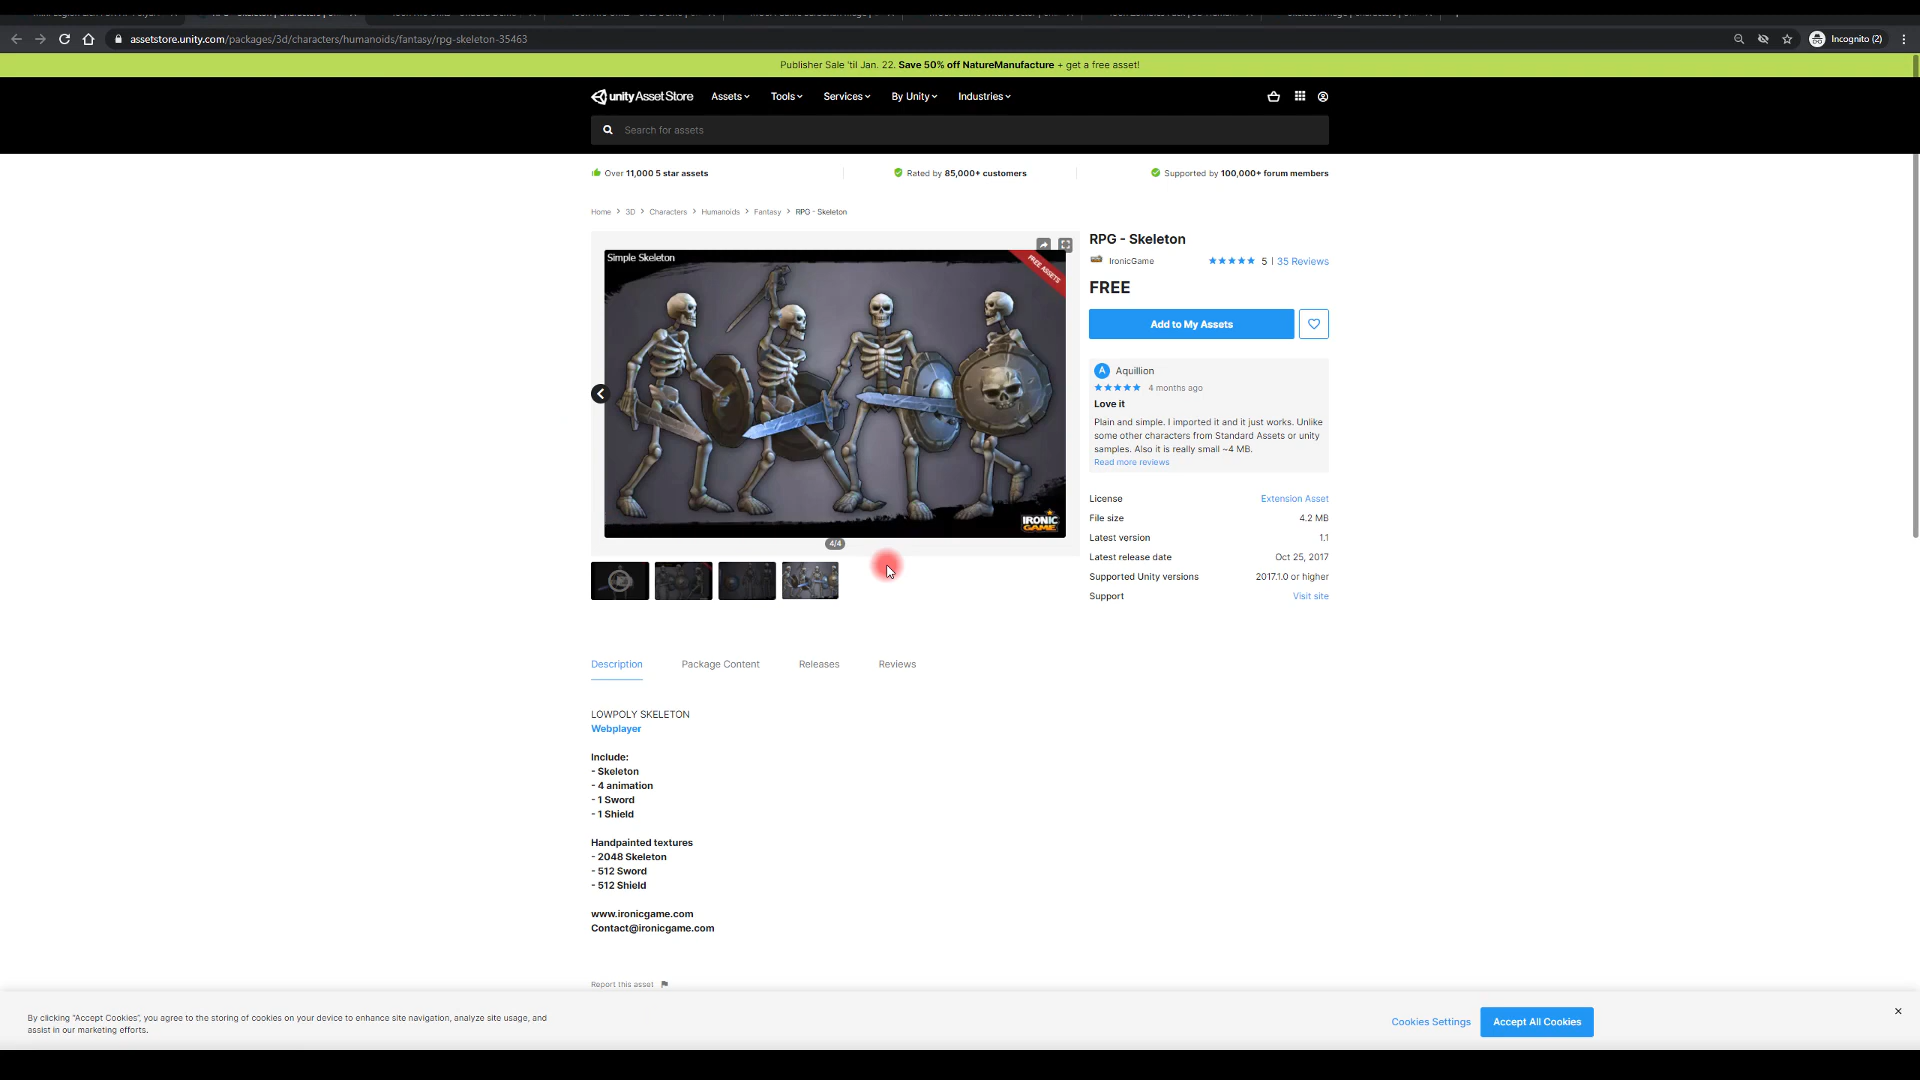 assetstore.unity.com/packages/3d/characters/humanoids/fantasy/rpg-skeleton-35463
Incognito (2)
Publisher Sale 'til Jan. 22. Save 50% off NatureManufacture + get a free asset!
unity Asset Store
Assets
Tools
Services
By Unity
Industries
Search for assets
Over 11,000 5 star assets
Rated by 85,000+ customers
Supported by 100,000+ forum members
Home > 3D > Characters > Humanoids > Fantasy > RPG - Skeleton
Simple Skeleton
FREE ASSETS
IRONIC
GAME
4/4
RPG - Skeleton
IronicGame
5 | 35 Reviews
FREE
Add to My Assets
A Aquillion
4 months ago
Love it
Plain and simple. I imported it and it just works. Unlike
some other characters from Standard Assets or unity
samples. Also it is really small ~4 MB.
Read more reviews
License Extension Asset
File size 4.2 MB
Latest version 1.1
Latest release date Oct 25, 2017
Supported Unity versions 2017.1.0 or higher
Support Visit site
Description
Package Content
Releases
Reviews
LOWPOLY SKELETON
Webplayer
Include:
- Skeleton
- 4 animation
- 1 Sword
- 1 Shield
Handpainted textures
- 2048 Skeleton
- 512 Sword
- 512 Shield
www.ironicgame.com
Contact@ironicgame.com
Report this asset
By clicking "Accept Cookies", you agree to the storing of cookies on your device to enhance site navigation, analyze site usage, and
assist in our marketing efforts.
Cookies Settings
Accept All Cookies